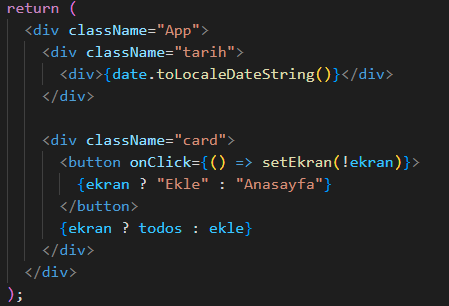 return (
<div className="App">
<div className="tarih">
<div>{date.toLocaleDateString()}</div>
</div>
<div className="card">
<button onClick={() => setEkran(!ekran)}>
{ekran ? "Ekle" : "Anasayfa"}
</button>
{ekran ? todos : ekle}
</div>
</div>
);